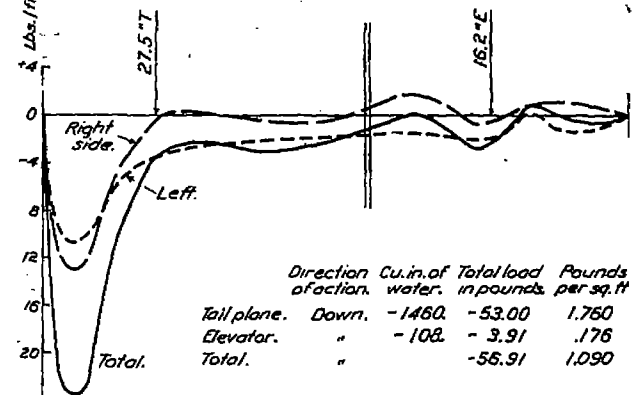 Lbs./ft
27.5"T
16.2"E
4
0
Right side.
-4
Left.
8
12
16
20
Total.
Direction of action. Cu.in. of water. Total load in pounds. Pounds per sq.ft
Tail plane. Down. -1460. -53.00 1.760
Elevator. " -108. -3.91 .176
Total. " -56.91 1.090